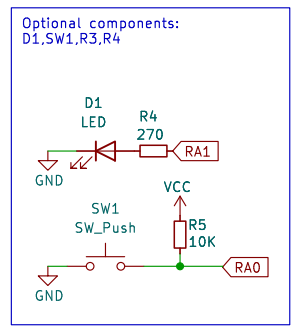 Optional components:
D1,SW1,R3,R4
D1
LED
R4
270
RA1
GND
VCC
SW1
SW_Push
R5
10K
RA0
GND